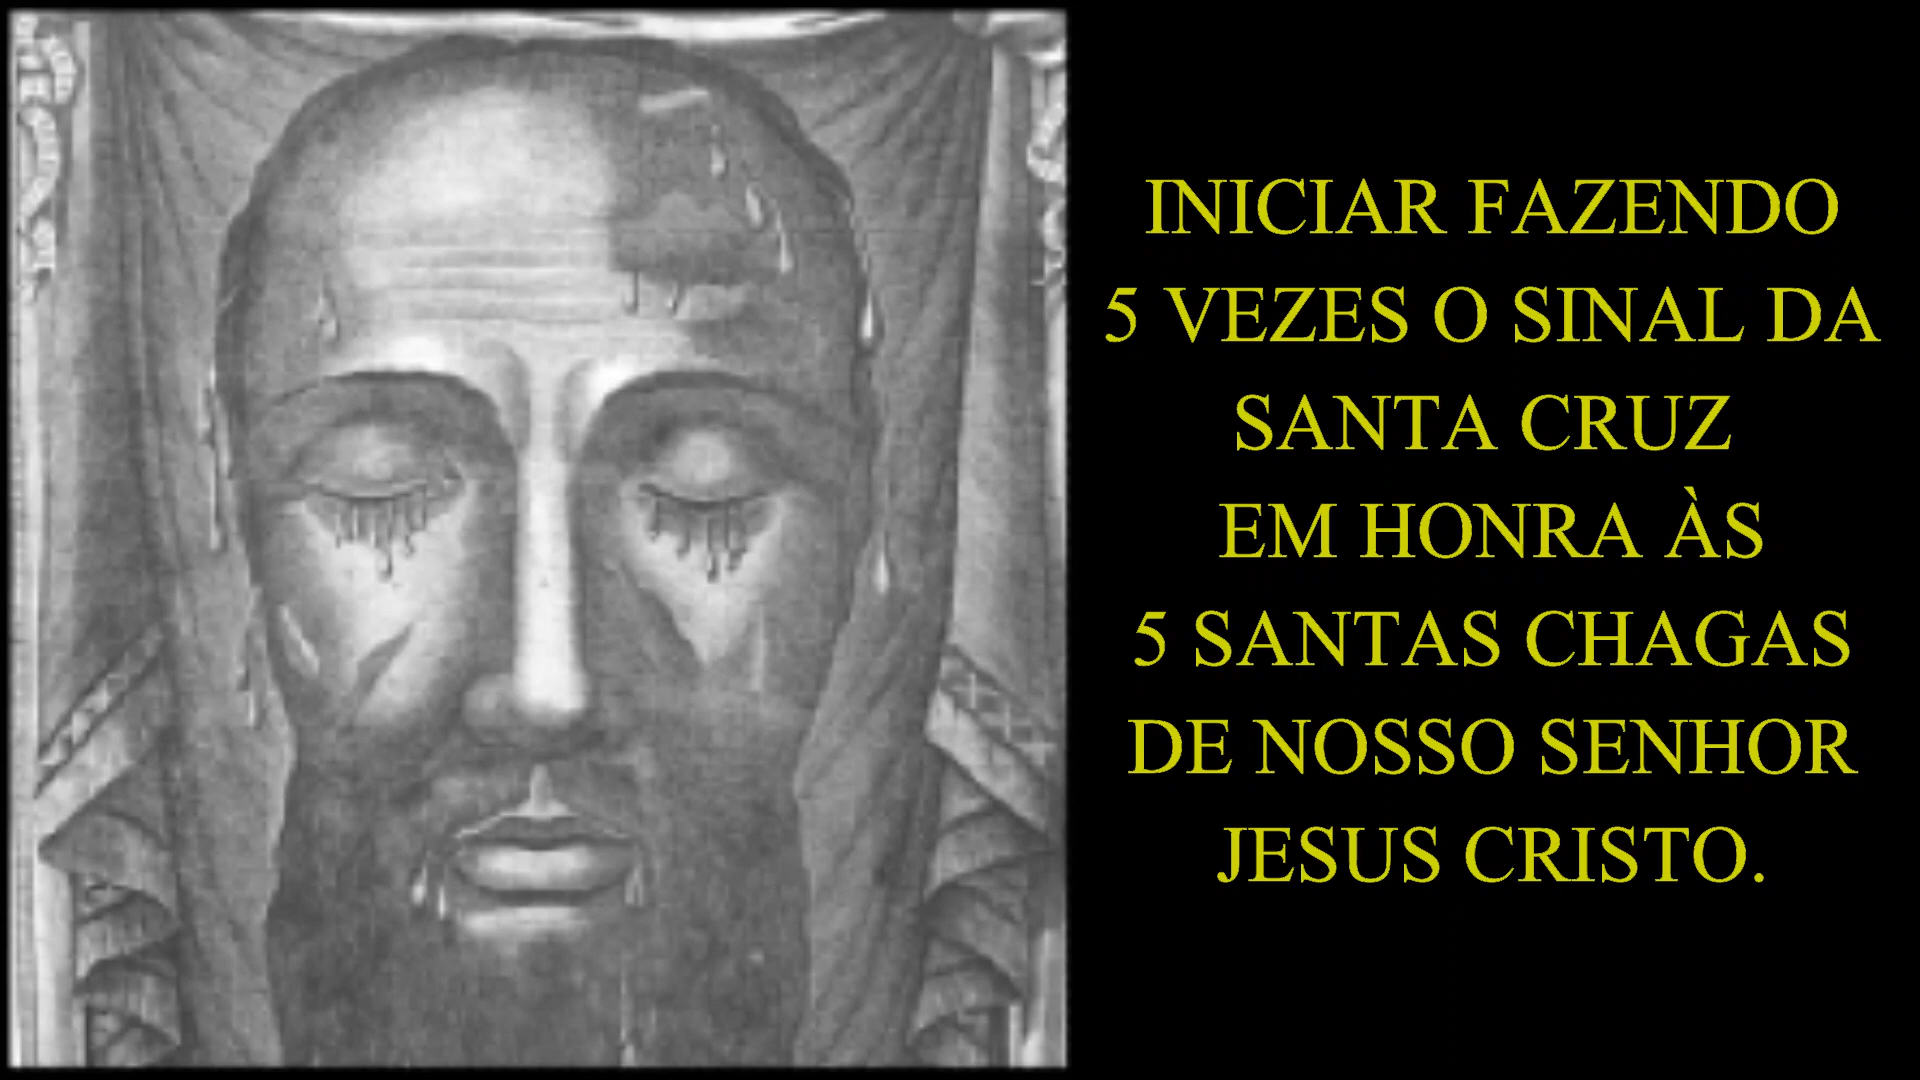 INICIAR FAZENDO
5 VEZES O SINAL DA
SANTA CRUZ
EM HONRA ÀS
5 SANTAS CHAGAS
DE NOSSO SENHOR
JESUS CRISTO.